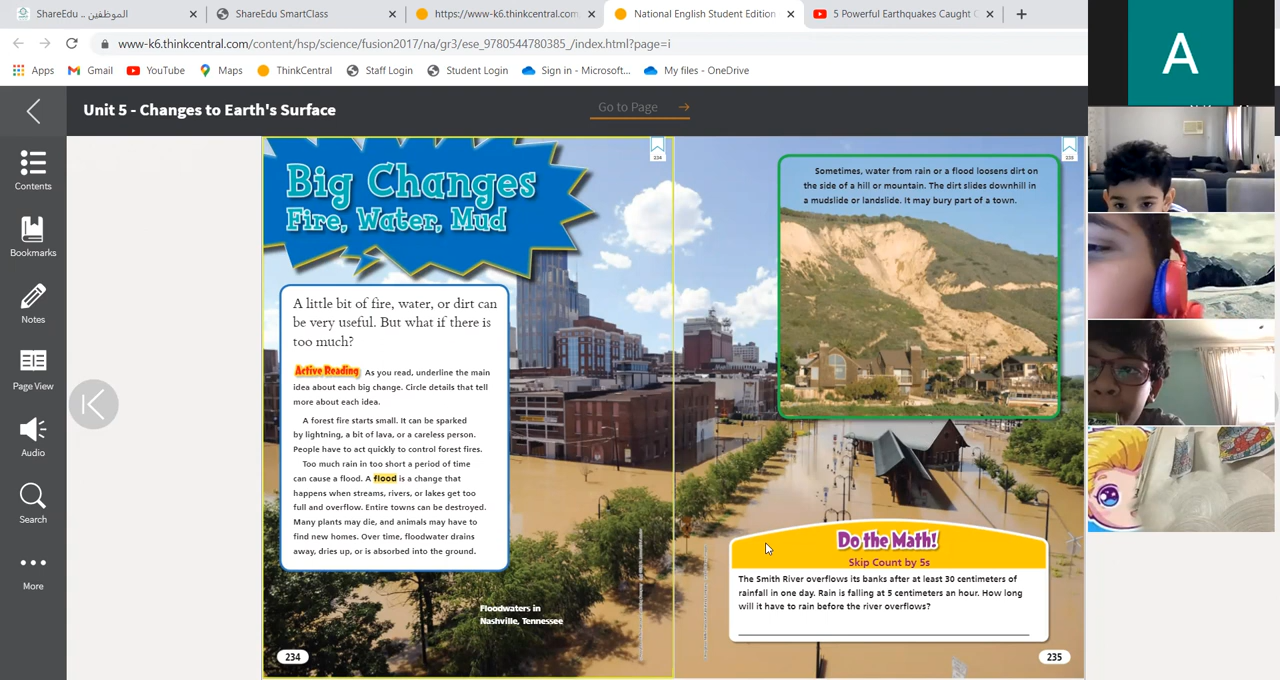 ShareEdu .. الموظفين
ShareEdu SmartClass
https://www-k6.thinkcentral.com
National English Student Edition
5 Powerful Earthquakes Caught
www-k6.thinkcentral.com/content/hsp/science/fusion2017/na/gr3/ese_9780544780385_/index.html?page=i
Apps
Gmail
YouTube
Maps
ThinkCentral
Staff Login
Student Login
Sign in - Microsoft...
My files - OneDrive
Unit 5 - Changes to Earth's Surface
Go to Page
Contents
Bookmarks
Notes
Page View
Audio
Search
More
234
Big Changes
Fire, Water, Mud
A little bit of fire, water, or dirt can
be very useful. But what if there is
too much?
Active Reading As you read, underline the main
idea about each big change. Circle details that tell
more about each idea.
A forest fire starts small. It can be sparked
by lightning, a bit of lava, or a careless person.
People have to act quickly to control forest fires.
Too much rain in too short a period of time
can cause a flood. A flood is a change that
happens when streams, rivers, or lakes get too
full and overflow. Entire towns can be destroyed.
Many plants may die, and animals may have to
find new homes. Over time, floodwater drains
away, dries up, or is absorbed into the ground.
Floodwaters in
Nashville, Tennessee
234
235
Sometimes, water from rain or a flood loosens dirt on
the side of a hill or mountain. The dirt slides downhill in
a mudslide or landslide. It may bury part of a town.
Do the Math!
Skip Count by 5s
The Smith River overflows its banks after at least 30 centimeters of
rainfall in one day. Rain is falling at 5 centimeters an hour. How long
will it have to rain before the river overflows?
235
A